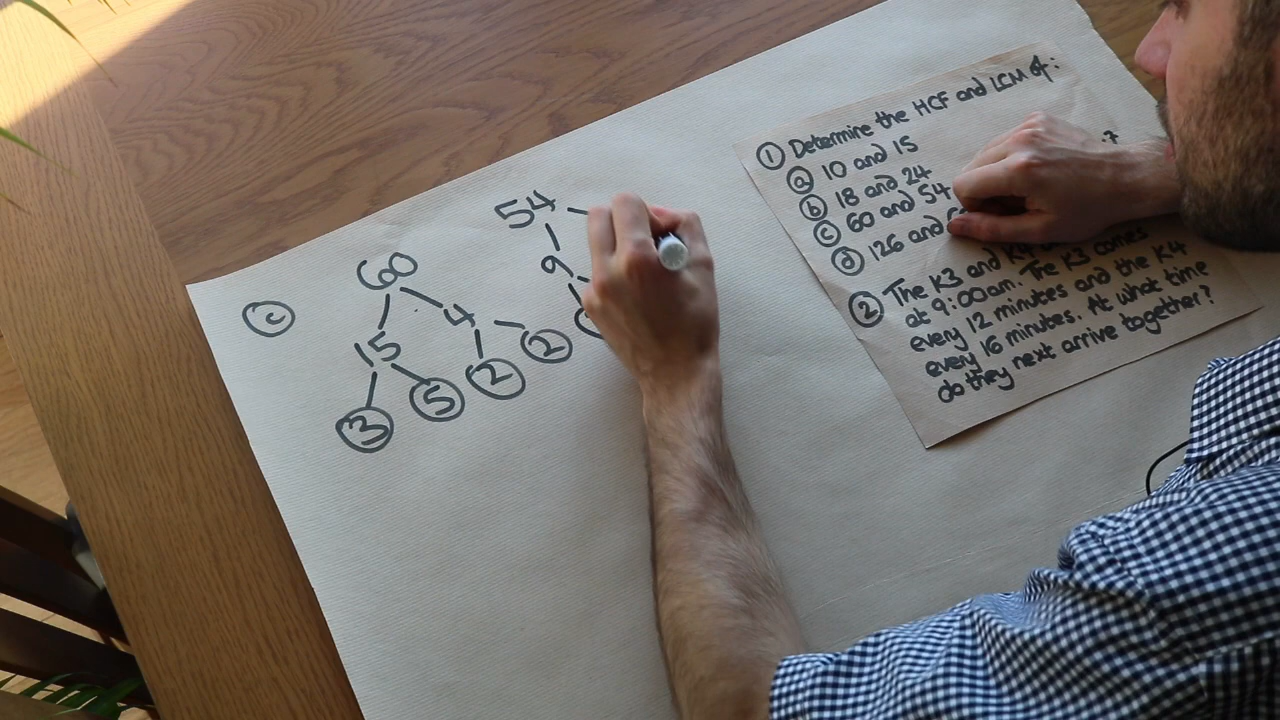 © 
60
54
15
4
9
3
5
2
2
① Determine the HCF and LCM of:
ⓐ 10 and 15
ⓑ 18 and 24
ⓒ 60 and 54
ⓓ 126 and
② The K3 and K4
at 9:00am. The K3 comes
every 12 minutes and the K4
every 16 minutes. At what time
do they next arrive together?